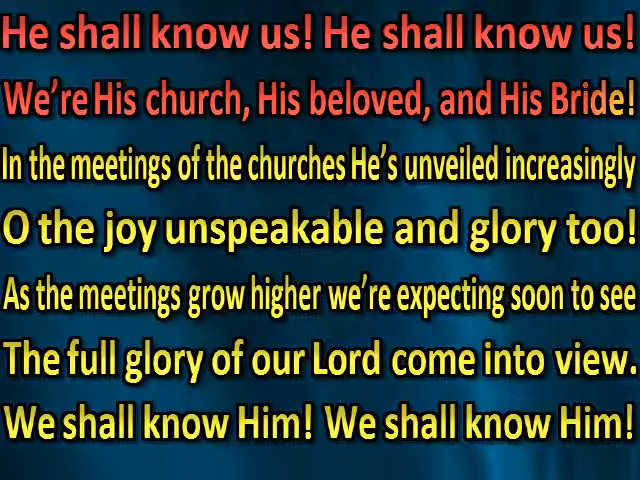 He shall know us! He shall know us!
We're His church, His beloved, and His Bride!
In the meetings of the churches He's unveiled increasingly
O the joy unspeakable and glory too!
As the meetings grow higher we're expecting soon to see
The full glory of our Lord come into view.
We shall know Him! We shall know Him!